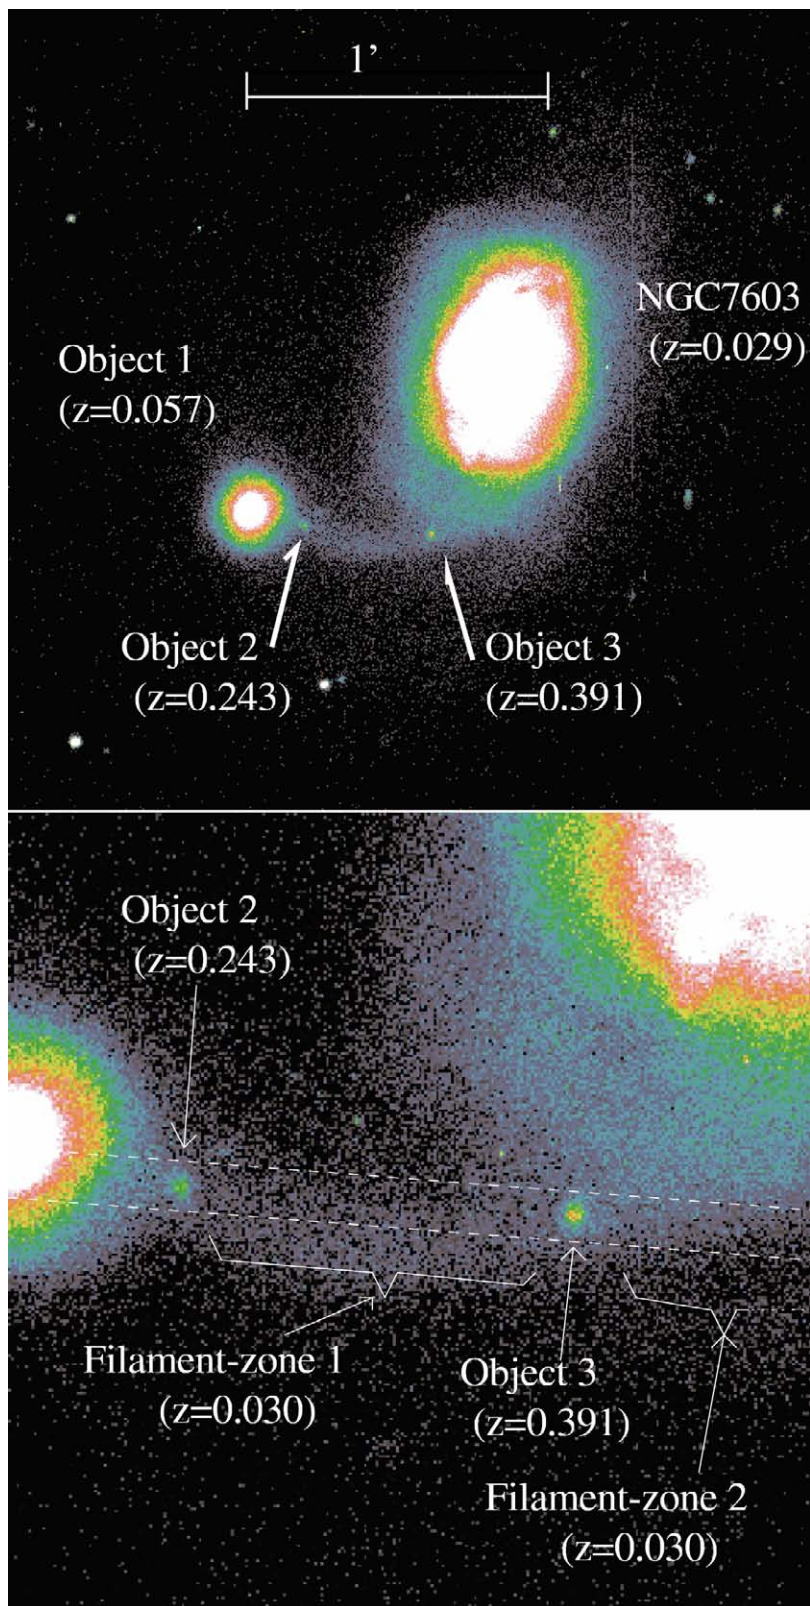 1’
NGC7603
(z=0.029)
Object 1
(z=0.057)
Object 2
(z=0.243)
Object 3
(z=0.391)
Object 2
(z=0.243)
Filament-zone 1
(z=0.030)
Object 3
(z=0.391)
Filament-zone 2
(z=0.030)